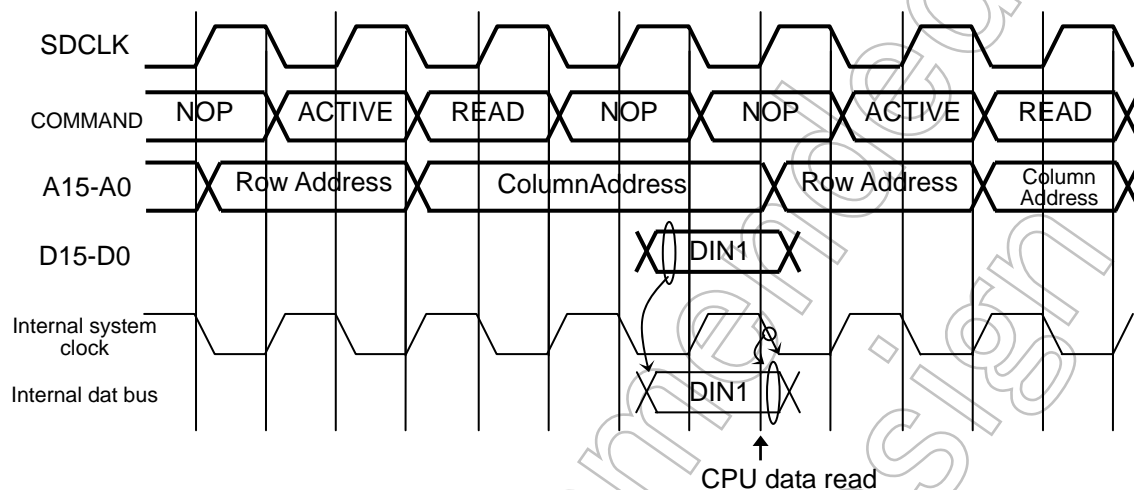 SDCLK
COMMAND NOP ACTIVE READ NOP NOP ACTIVE READ
A15-A0 Row Address ColumnAddress Row Address Column
Address
D15-D0 DIN1
Internal system
clock
Internal dat bus DIN1
CPU data read